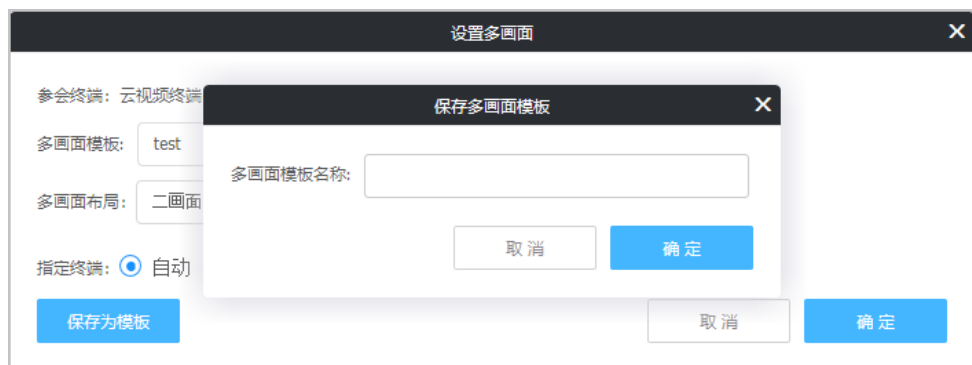 设置多画面
参会终端：云视频终端
保存多画面模板
多画面模板：
test
多画面模板名称:
多画面布局：
二画面
取消
确定
指定终端：
自动
保存为模板
取消
确定